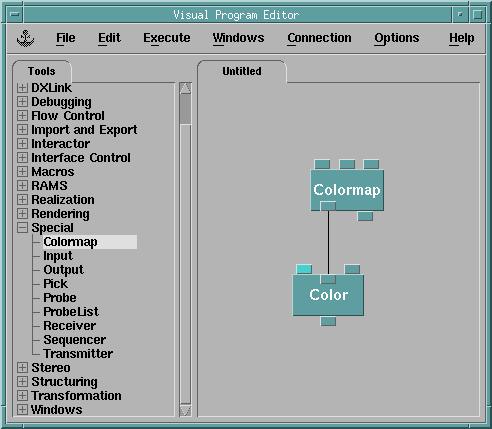 Visual Program Editor
File Edit Execute Windows Connection Options Help
Tools
Untitled
DXLink
Debugging
Flow Control
Import and Export
Interactor
Interface Control
Macros
RAMS
Realization
Rendering
Special
Colormap
Input
Output
Pick
Probe
ProbeList
Receiver
Sequencer
Transmitter
Stereo
Structuring
Transformation
Windows
Colormap
Color